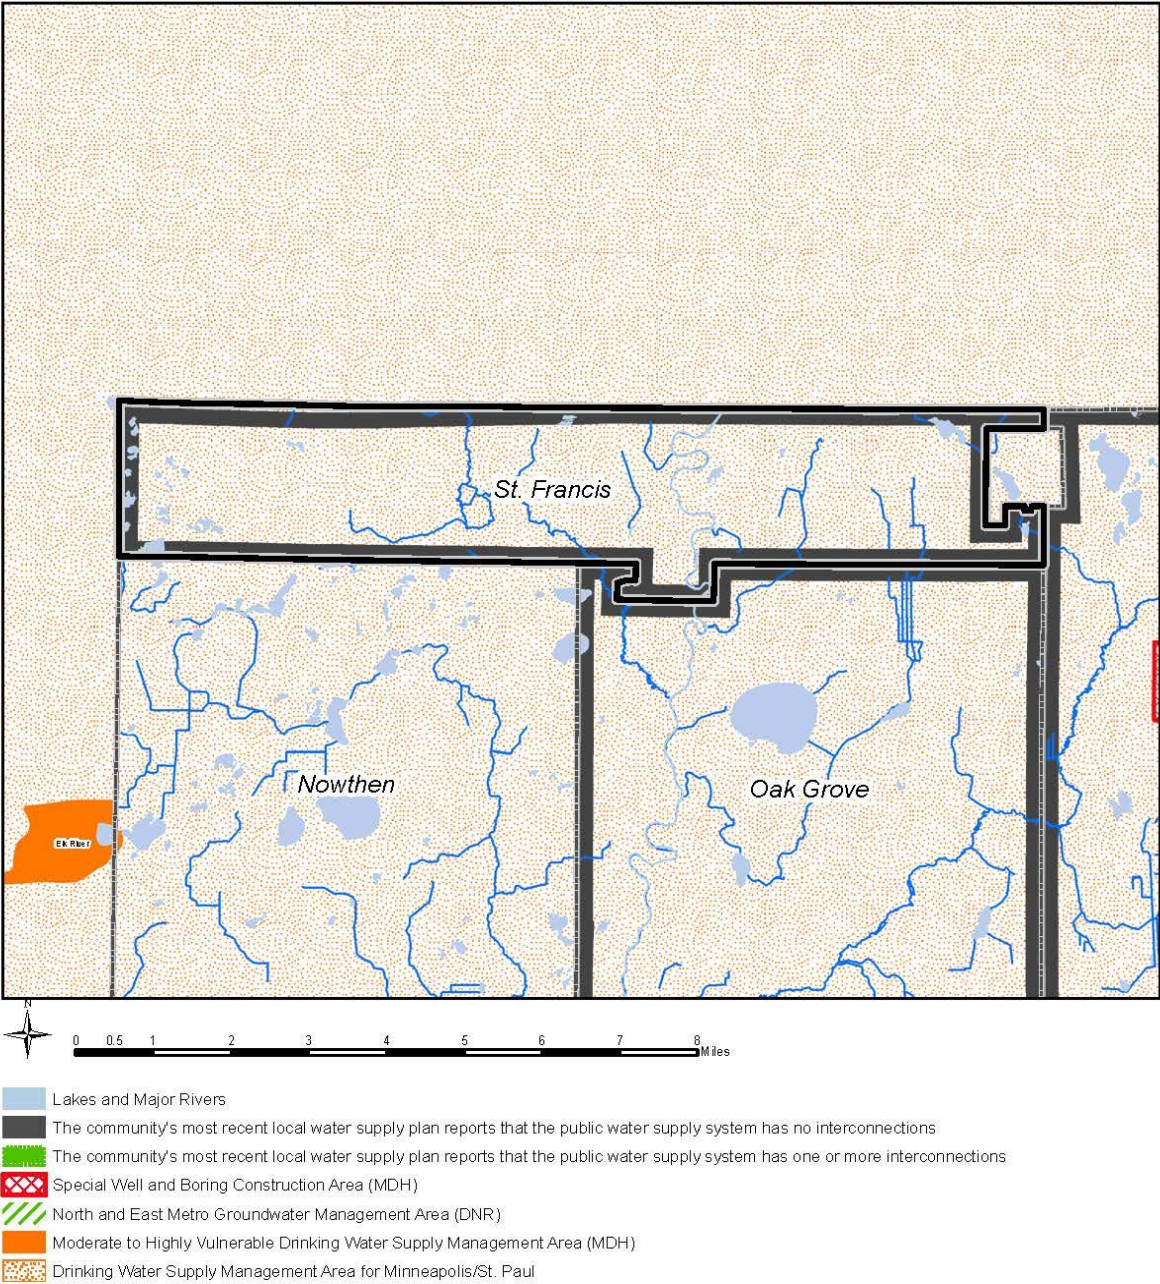 St. Francis
Nowthen
Oak Grove
Elk River
N
0 0.5 1 2 3 4 5 6 7 8
Miles
Lakes and Major Rivers
The community's most recent local water supply plan reports that the public water supply system has no interconnections
The community's most recent local water supply plan reports that the public water supply system has one or more interconnections
Special Well and Boring Construction Area (MDH)
North and East Metro Groundwater Management Area (DNR)
Moderate to Highly Vulnerable Drinking Water Supply Management Area (MDH)
Drinking Water Supply Management Area for Minneapolis/St. Paul